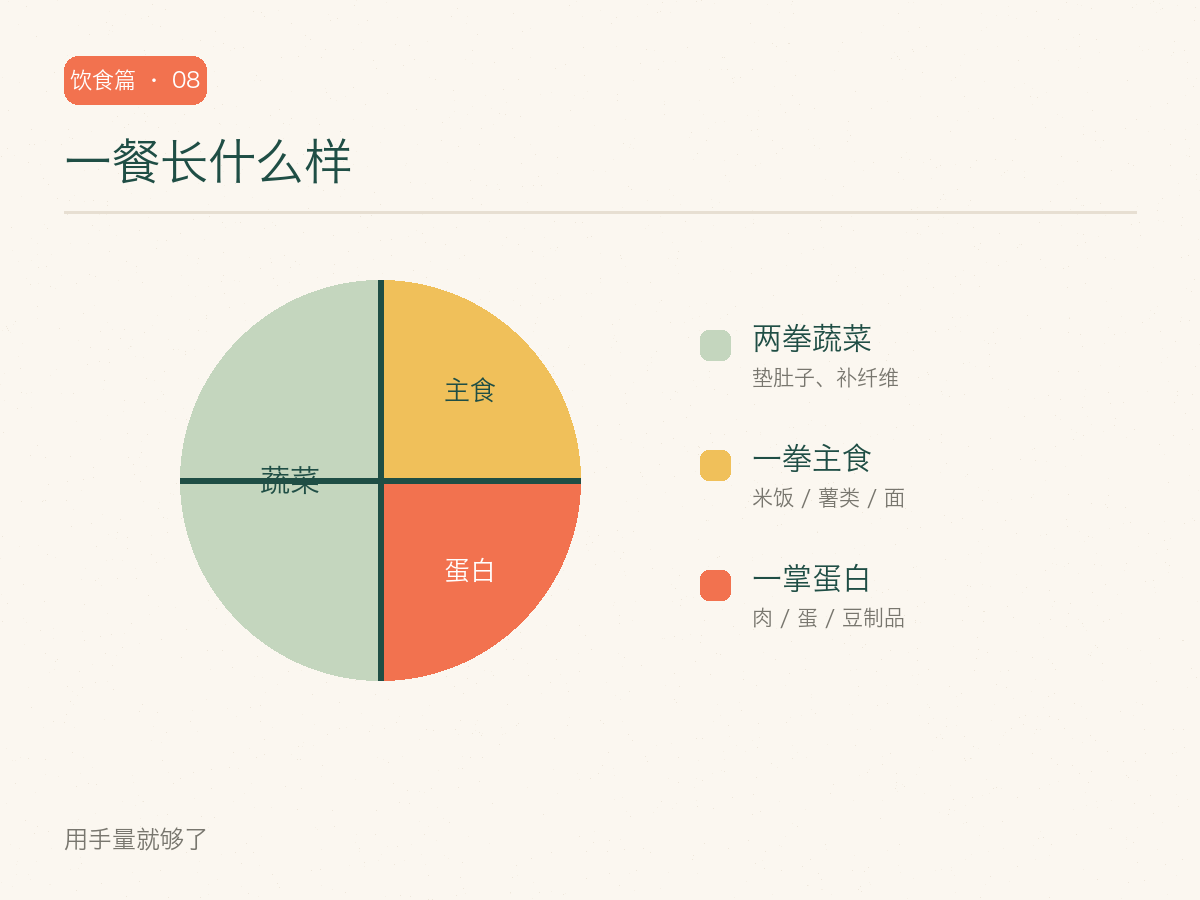 饮食篇 · 08
一餐长什么样
主食
蔬菜
蛋白
两拳蔬菜
垫肚子、补纤维
一拳主食
米饭 / 薯类 / 面
一掌蛋白
肉 / 蛋 / 豆制品
用手量就够了